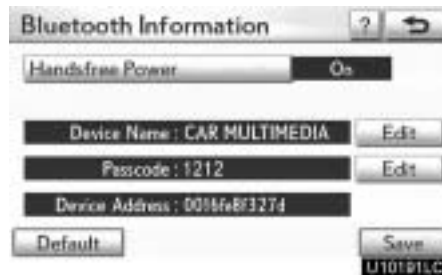 Bluetooth Information ?
Handsfree Power On
Device Name : CAR MULTIMEDIA Edit
Passcode : 1212 Edit
Device Address : 0016fe8f327d
Default Save
U10191LC